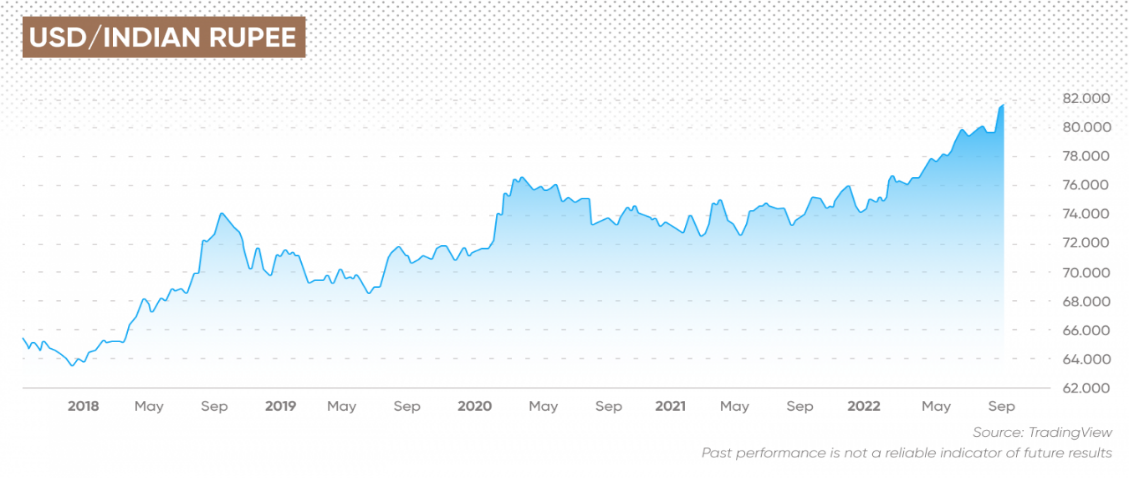 USD/INDIAN RUPEE
82.000
80.000
78.000
76.000
74.000
72.000
70.000
68.000
66.000
64.000
62.000
2018 May Sep 2019 May Sep 2020 May Sep 2021 May Sep 2022 May Sep
Source: TradingView
Past performance is not a reliable indicator of future results